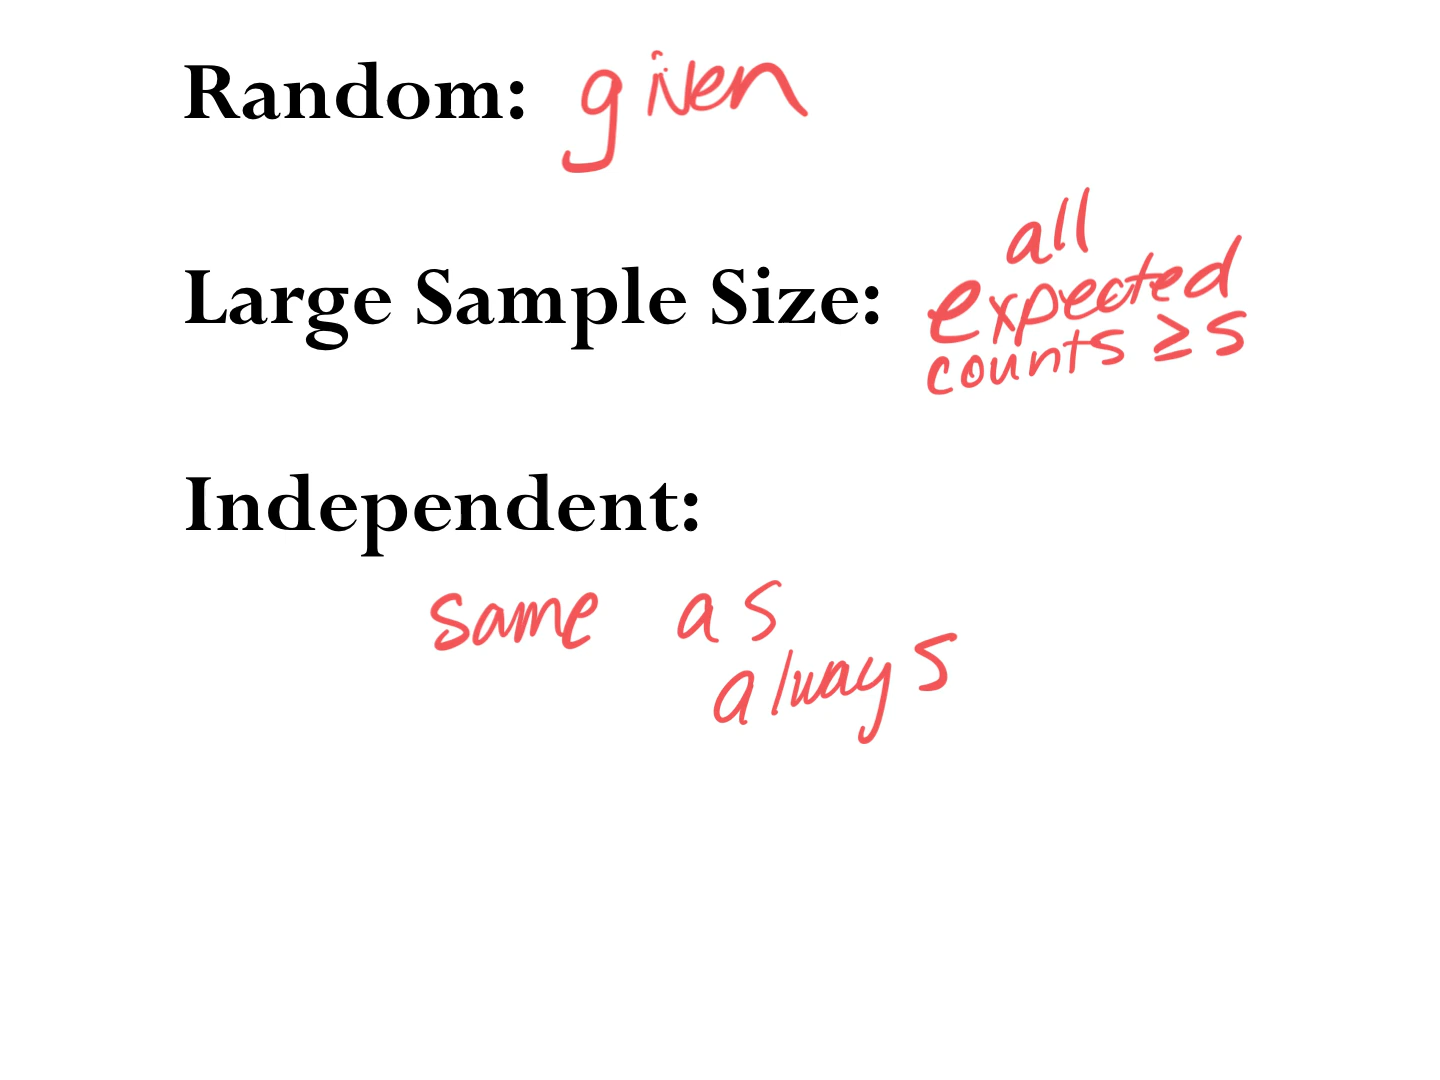 Random: given
all
Large Sample Size: expected
counts ≥ 5
Independent:
same as
always